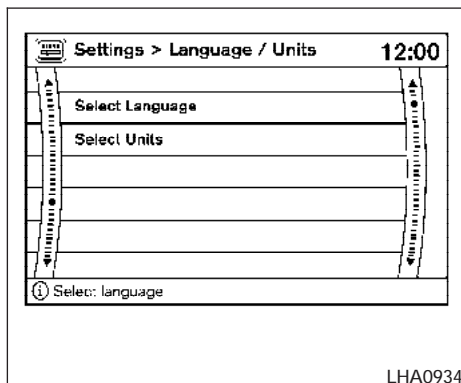 Settings > Language / Units 12:00
Select Language
Select Units
i Select language
LHA0934